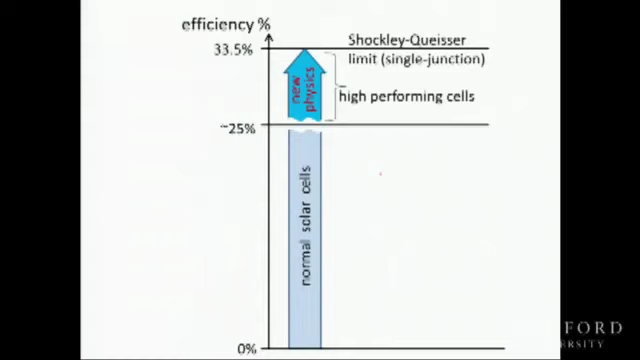 efficiency %
33.5%
Shockley-Queisser
limit (single-junction)
new
physics
high performing cells
~25%
normal solar cells
0%
FORD
ERSITY